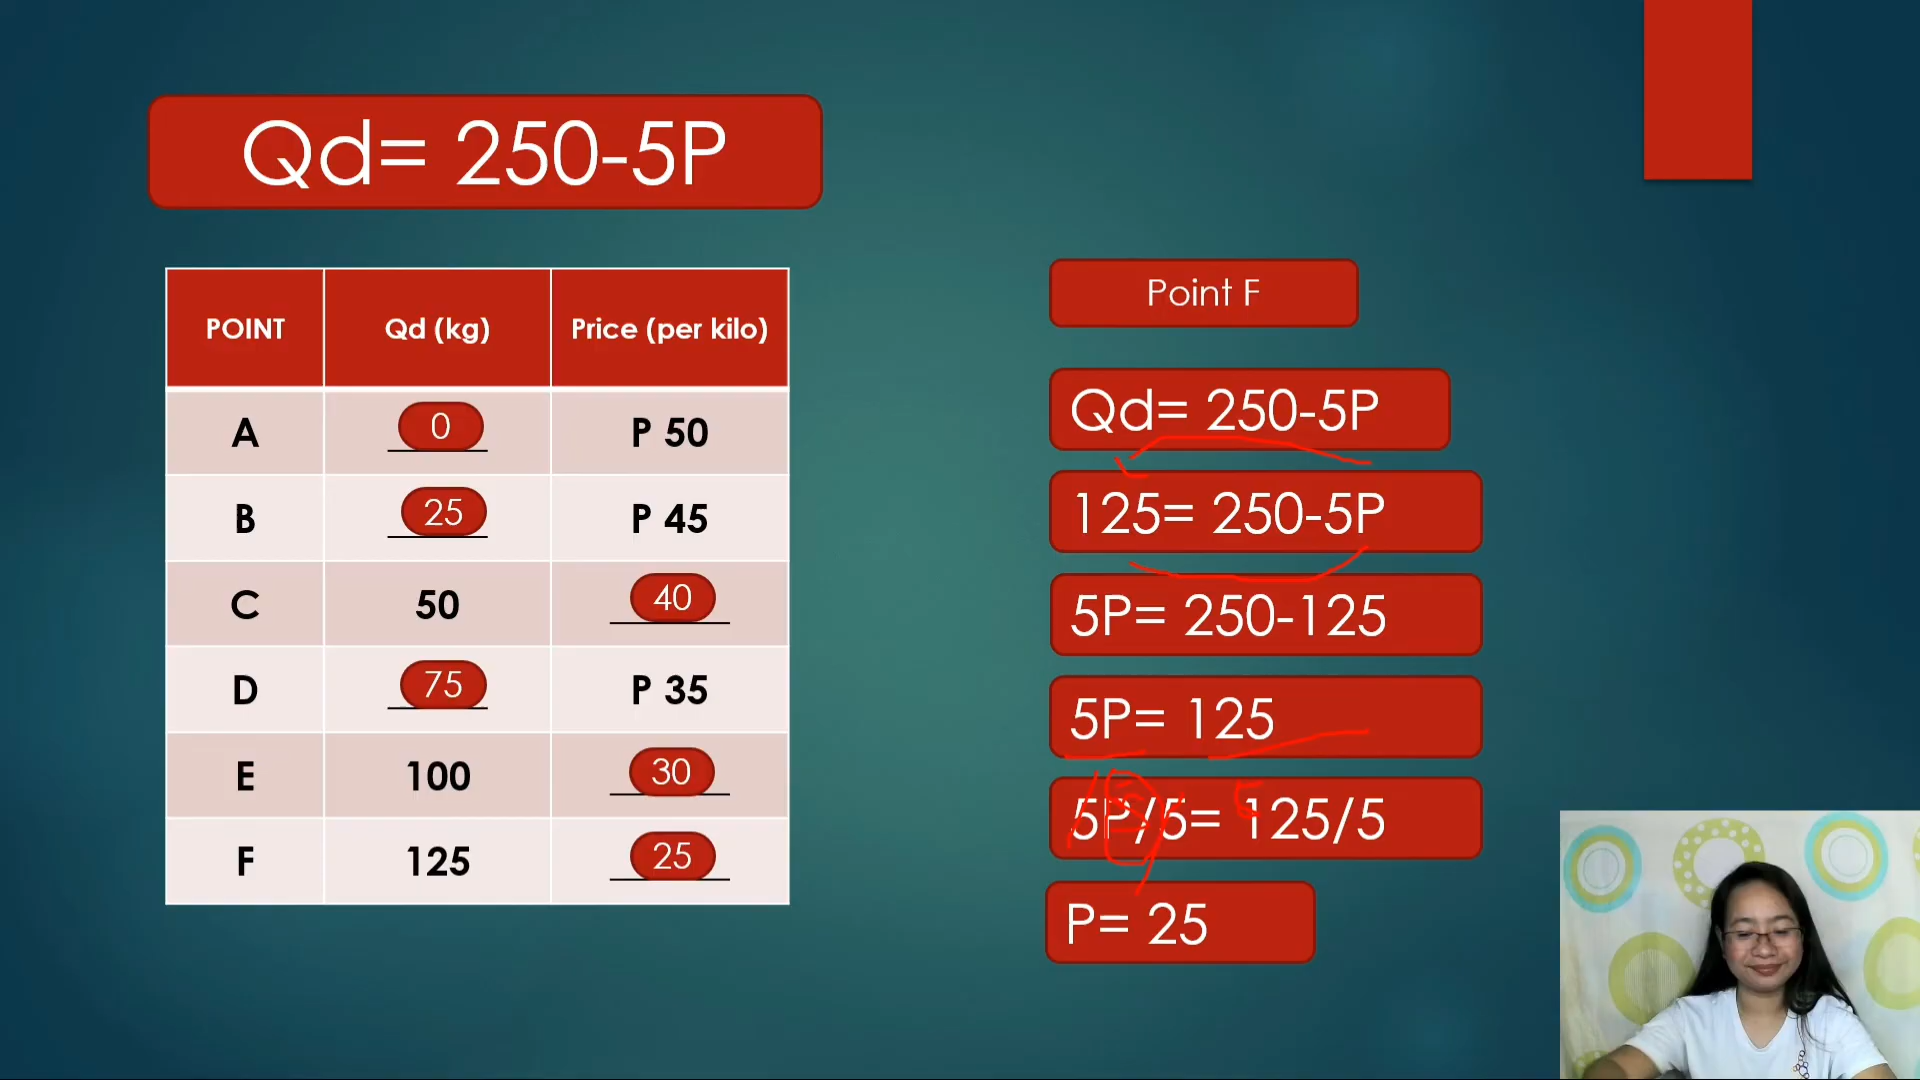 Qd= 250-5P
POINT Qd (kg) Price (per kilo)
A 0 P 50
B 25 P 45
C 50 40
D 75 P 35
E 100 30
F 125 25
Point F
Qd= 250-5P
125= 250-5P
5P= 250-125
5P= 125
5P/5= 125/5
P= 25